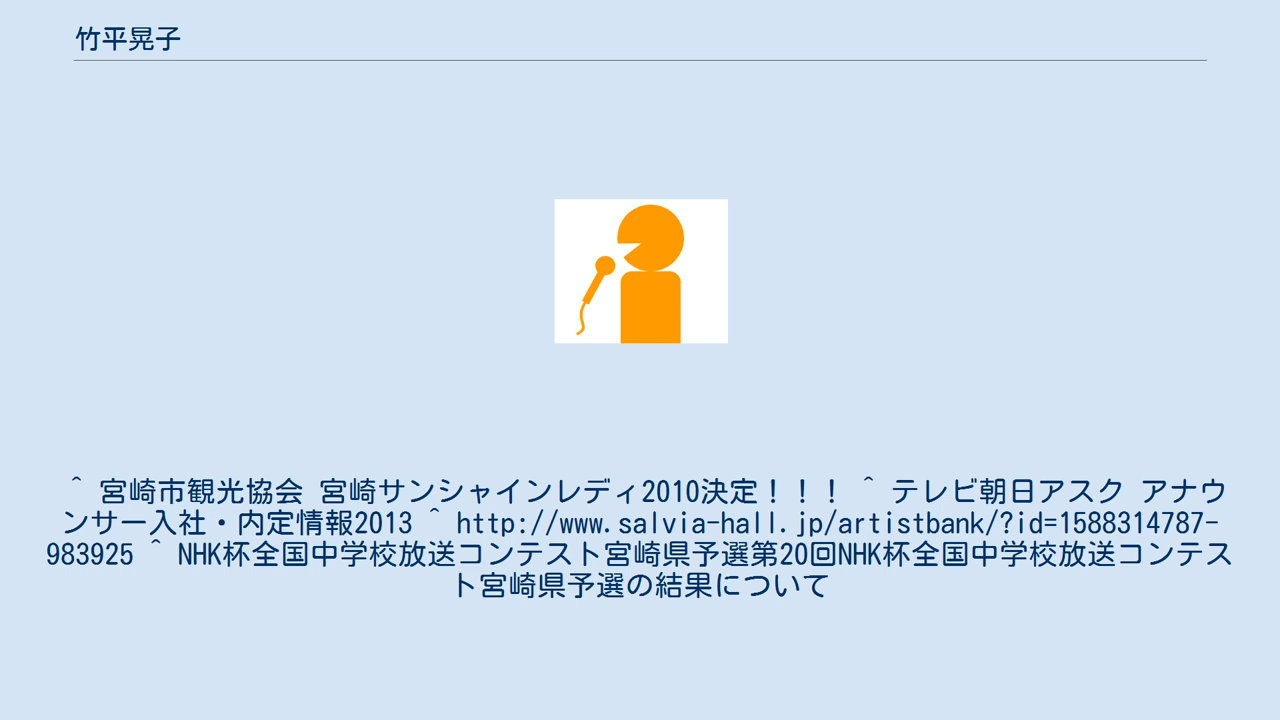 竹平晃子
^ 宮崎市観光協会 宮崎サンシャインレディ2010決定！！！ ^ テレビ朝日アスク アナウ
ンサー入社・内定情報2013 ^ http://www.salvia-hall.jp/artistbank/?id=1588314787-
983925 ^ NHK杯全国中学校放送コンテスト宮崎県予選第20回NHK杯全国中学校放送コンテス
ト宮崎県予選の結果について